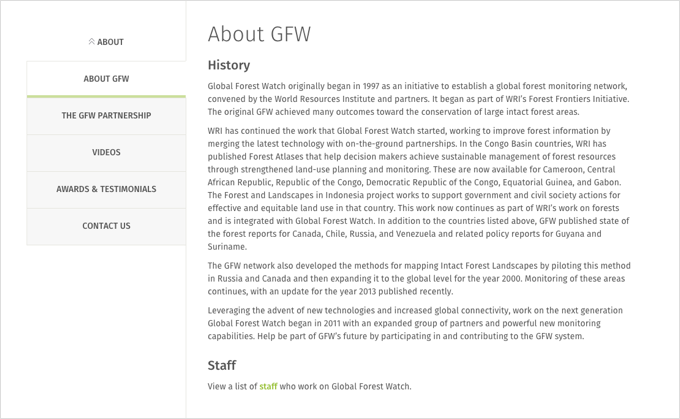 ABOUT
ABOUT GFW
THE GFW PARTNERSHIP
VIDEOS
AWARDS & TESTIMONIALS
CONTACT US
About GFW
History
Global Forest Watch originally began in 1997 as an initiative to establish a global forest monitoring network,
convened by the World Resources Institute and partners. It began as part of WRI’s Forest Frontiers Initiative.
The original GFW achieved many outcomes toward the conservation of large intact forest areas.
WRI has continued the work that Global Forest Watch started, working to improve forest information by
merging the latest technology with on-the-ground partnerships. In the Congo Basin countries, WRI has
published Forest Atlases that help decision makers achieve sustainable management of forest resources
through strengthened land-use planning and monitoring. These are now available for Cameroon, Central
African Republic, Republic of the Congo, Democratic Republic of the Congo, Equatorial Guinea, and Gabon.
The Forest and Landscapes in Indonesia project works to support government and civil society actions for
effective and equitable land use in that country. This work now continues as part of WRI’s work on forests
and is integrated with Global Forest Watch. In addition to the countries listed above, GFW published state of
the forest reports for Canada, Chile, Russia, and Venezuela and related policy reports for Guyana and
Suriname.
The GFW network also developed the methods for mapping Intact Forest Landscapes by piloting this method
in Russia and Canada and then expanding it to the global level for the year 2000. Monitoring of these areas
continues, with an update for the year 2013 published recently.
Leveraging the advent of new technologies and increased global connectivity, work on the next generation
Global Forest Watch began in 2011 with an expanded group of partners and powerful new monitoring
capabilities. Help be part of GFW’s future by participating in and contributing to the GFW system.
Staff
View a list of staff who work on Global Forest Watch.